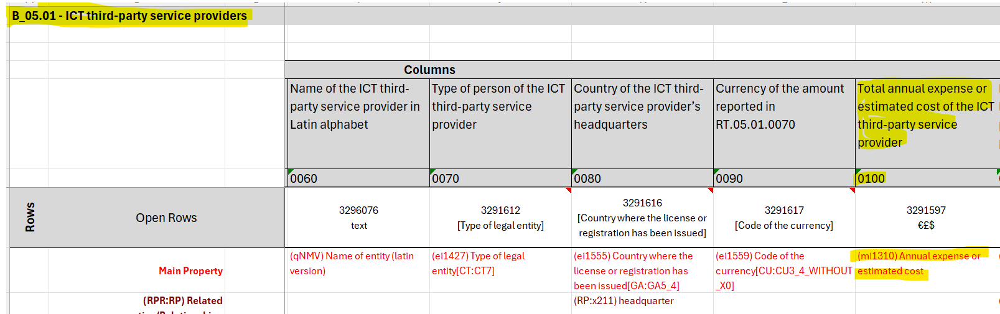 B_05.01 - ICT third-party service providers
Columns
Name of the ICT third-
party service provider in
Latin alphabet
Type of person of the ICT
third-party service
provider
Country of the ICT third-
party service provider’s
headquarters
Currency of the amount
reported in
RT.05.01.0070
Total annual expense or
estimated cost of the ICT
third-party service
provider
0060
0070
0080
0090
0100
Rows
Open Rows
3296076
text
3291612
[Type of legal entity]
3291616
[Country where the license or
registration has been issued]
3291617
[Code of the currency]
3291597
€£$
Main Property
(qNMV) Name of entity (latin
version)
(ei1427) Type of legal
entity[CT:CT7]
(ei1555) Country where the
license or registration has
been issued[GA:GA5_4]
(ei1559) Code of the
currency[CU:CU3_4_WITHOUT
_X0]
(mi1310) Annual expense or
estimated cost
(RPR:RP) Related
(RP:x211) headquarter